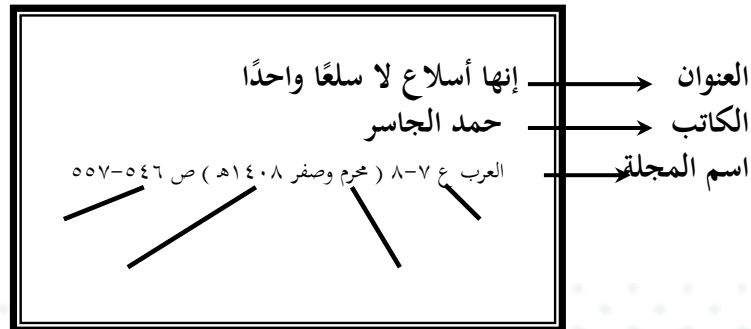 العنوان إنها أسلاع لا سلعًا واحدًا
الكاتب حمد الجاسر
اسم المجلة العرب ع ٧-٨ ( محرم وصفر ١٤٠٨هـ ) ص ٥٤٦-٥٥٧